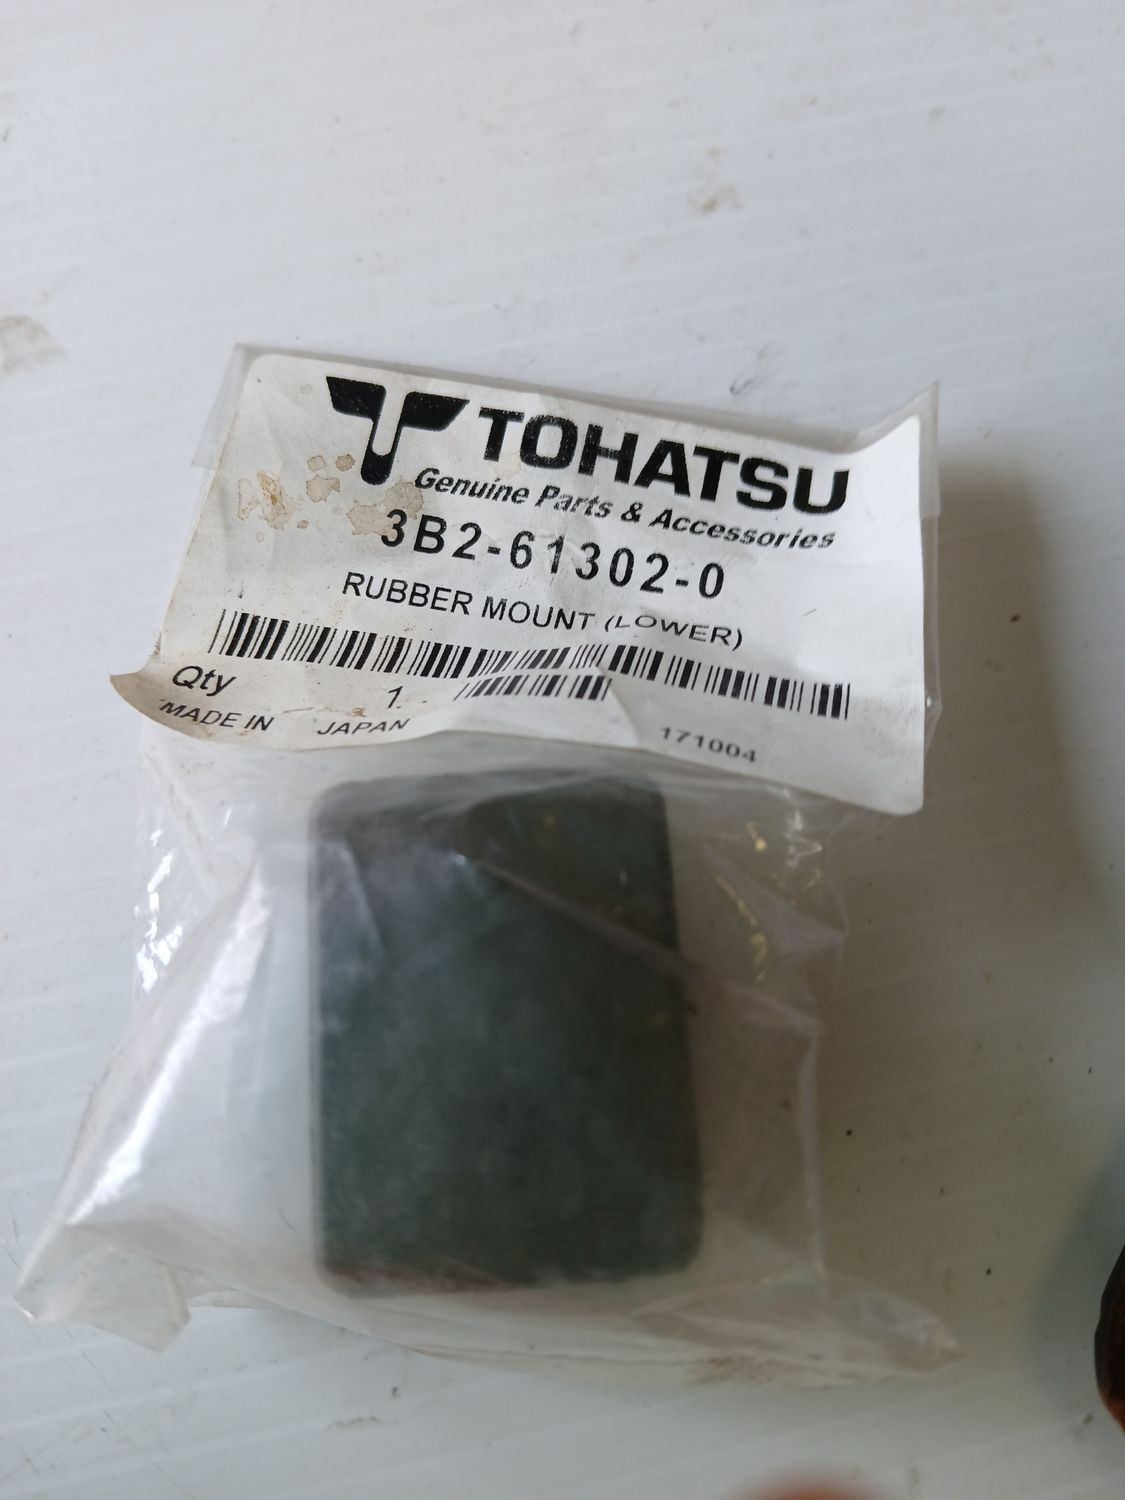 TOHATSU
Genuine Parts & Accessories
3B2-61302-0
RUBBER MOUNT (LOWER)
Qty 1
MADE IN JAPAN 171004